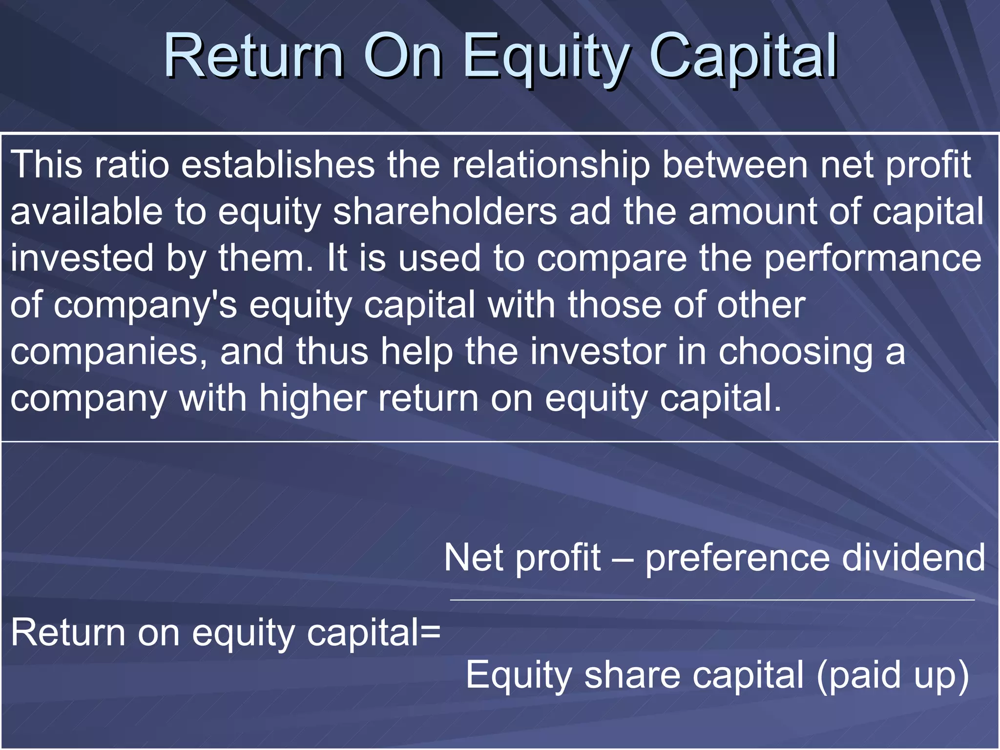 Return On Equity Capital
This ratio establishes the relationship between net profit
available to equity shareholders ad the amount of capital
invested by them. It is used to compare the performance
of company's equity capital with those of other
companies, and thus help the investor in choosing a
company with higher return on equity capital.
Net profit – preference dividend
Return on equity capital=
Equity share capital (paid up)